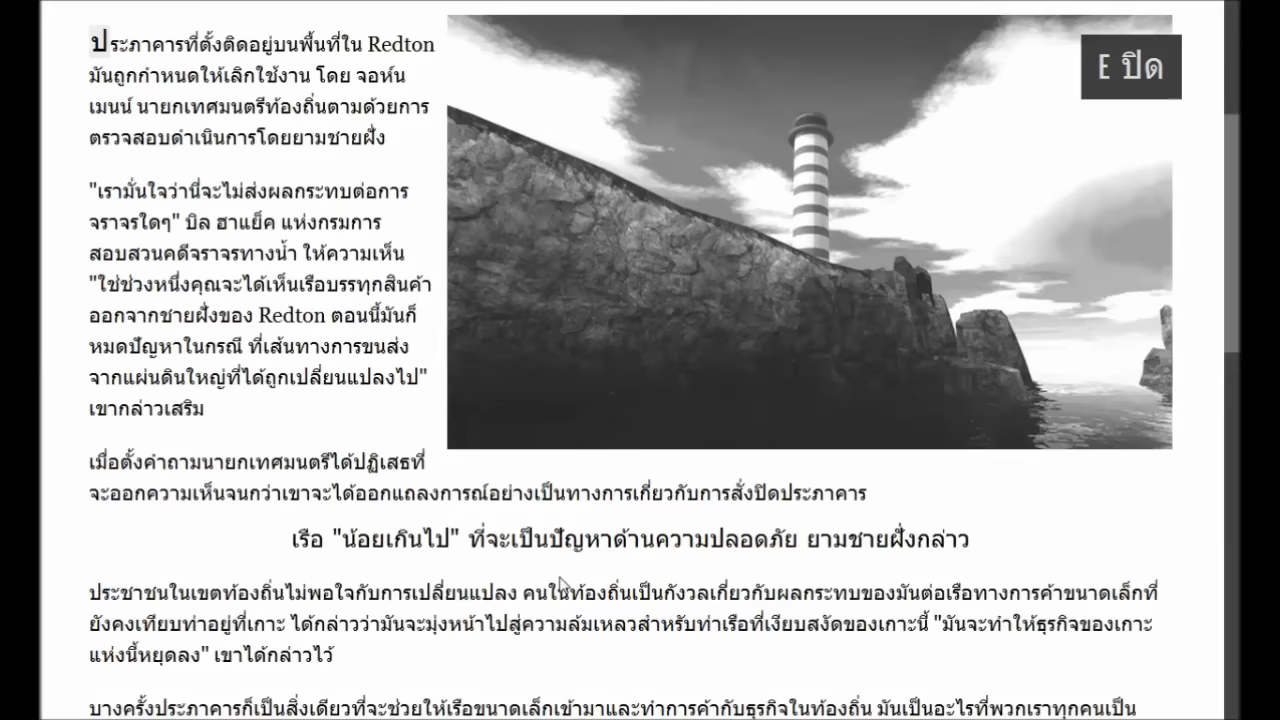 ประภาคารที่ตั้งติดอยู่บนพื้นที่ใน Redton
มันถูกกำหนดให้เลิกใช้งาน โดย จอห์น
เมนน์ นายกเทศมนตรีท้องถิ่นตามด้วยการ
ตรวจสอบดำเนินการโดยยามชายฝั่ง
E ปิด
"เรามั่นใจว่านี่จะไม่ส่งผลกระทบต่อการ
จราจรใดๆ" บิล ฮาแย็ค แห่งกรมการ
สอบสวนคดีจราจรทางน้ำ ให้ความเห็น
"ใช่ช่วงหนึ่งคุณจะได้เห็นเรือบรรทุกสินค้า
ออกจากชายฝั่งของ Redton ตอนนี้มันก็
หมดปัญหาในกรณี ที่เส้นทางการขนส่ง
จากแผ่นดินใหญ่ที่ได้ถูกเปลี่ยนแปลงไป"
เขากล่าวเสริม
เมื่อตั้งคำถามนายกเทศมนตรีได้ปฏิเสธที่
จะออกความเห็นจนกว่าเขาจะได้ออกแถลงการณ์อย่างเป็นทางการเกี่ยวกับการสั่งปิดประภาคาร
เรือ "น้อยเกินไป" ที่จะเป็นปัญหาด้านความปลอดภัย ยามชายฝั่งกล่าว
ประชาชนในเขตท้องถิ่นไม่พอใจกับการเปลี่ยนแปลง คนในท้องถิ่นเป็นกังวลเกี่ยวกับผลกระทบของมันต่อเรือทางการค้าขนาดเล็กที่
ยังคงเทียบท่าอยู่ที่เกาะ ได้กล่าวว่ามันจะมุ่งหน้าไปสู่ความล้มเหลวสำหรับท่าเรือที่เงียบสงัดของเกาะนี้ "มันจะทำให้ธุรกิจของเกาะ
แห่งนี้หยุดลง" เขาได้กล่าวไว้
บางครั้งประภาคารก็เป็นสิ่งเดียวที่จะช่วยให้เรือขนาดเล็กเข้ามาและทำการค้ากับธุรกิจในท้องถิ่น มันเป็นอะไรที่พวกเราทุกคนเป็น